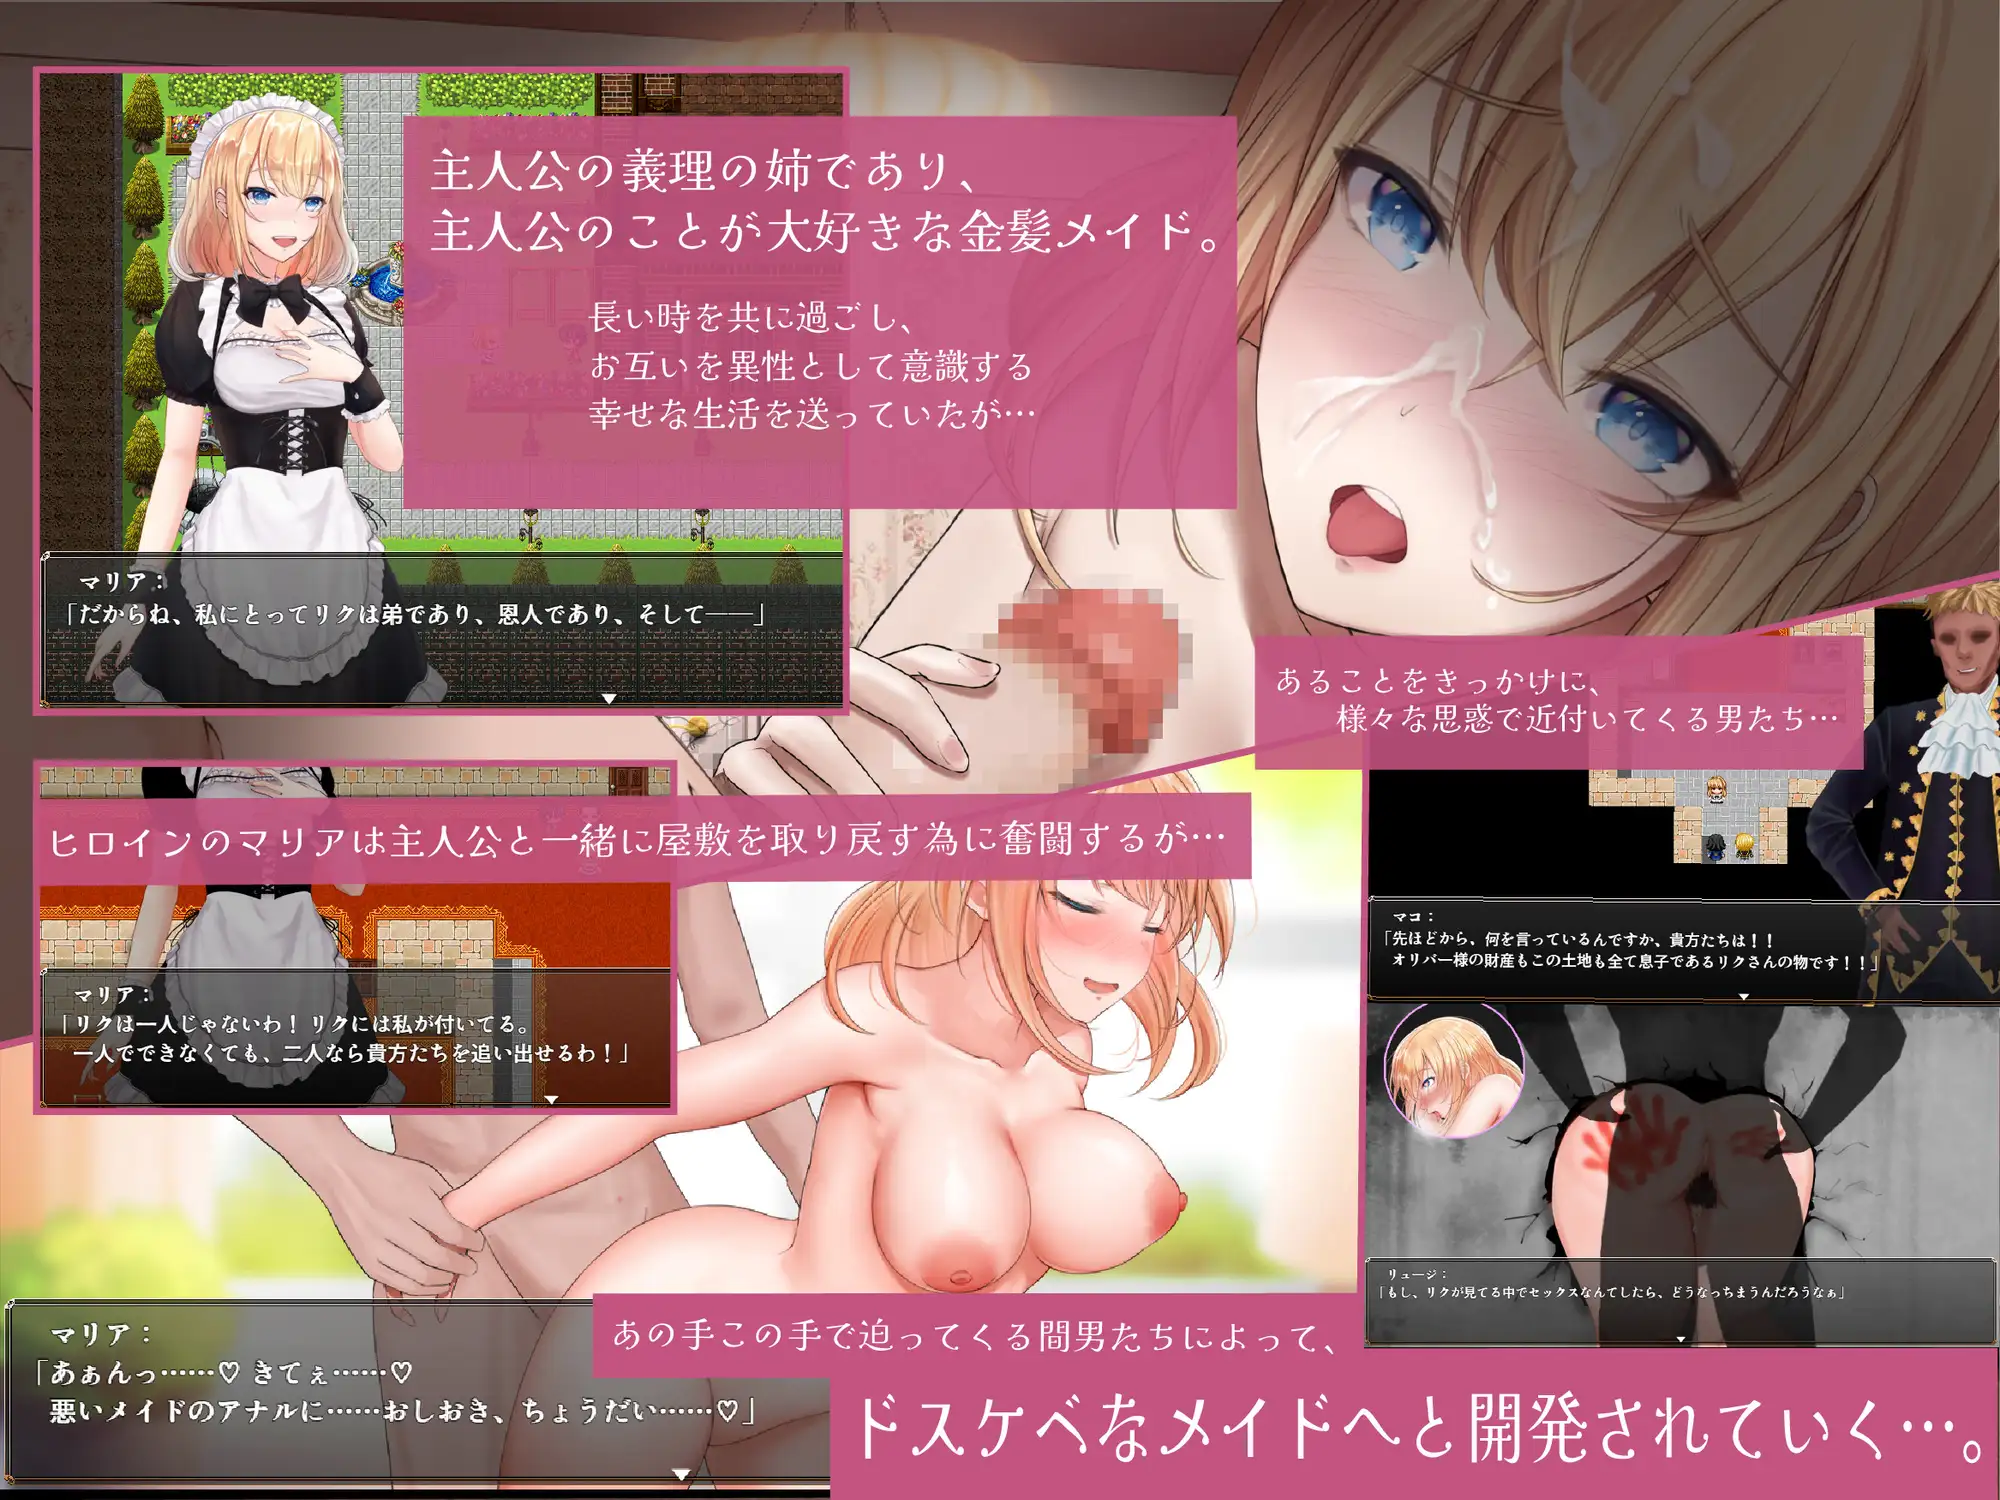 主人公の義理の姉であり、
主人公のことが大好きな金髪メイド。
長い時を共に過ごし、
お互いを異性として意識する
幸せな生活を送っていたが…
マリア：
「だからね、私にとってリクは弟であり、恩人であり、そして――」
あることをきっかけに、
様々な思惑で近付いてくる男たち…
ヒロインのマリアは主人公と一緒に屋敷を取り戻す為に奮闘するが…
マコ：
「先ほどから、何を言っているんですか、貴方たちは！！
オリバー様の財産もこの土地も全て息子であるリクさんの物です！！」
マリア：
「リクは一人じゃないわ！ リクには私が付いてる。
一人でできなくても、二人なら貴方たちを追い出せるわ！」
リュージ：
「もし、リクが見てる中でセックスなんてしたら、どうなっちまうんだろうなぁ」
マリア：
「あぁんっ……♡ きてぇ……♡
悪いメイドのアナルに……おしおき、ちょうだい……♡」
あの手この手で迫ってくる間男たちによって、
ドスケベなメイドへと開発されていく…。